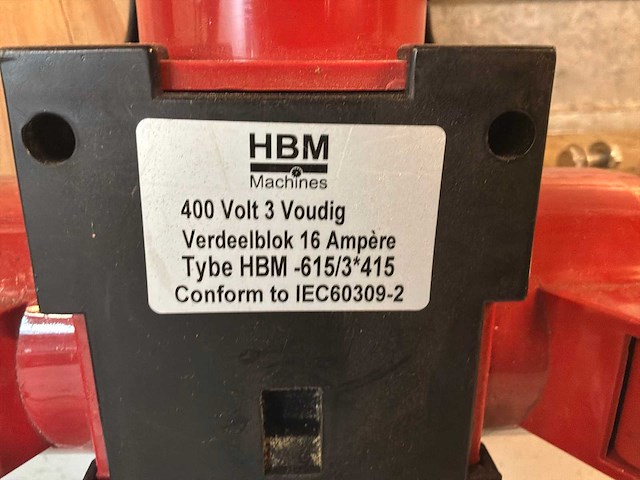 HBM
Machines
400 Volt 3 Voudig
Verdeelblok 16 Ampère
Tybe HBM -615/3*415
Conform to IEC60309-2